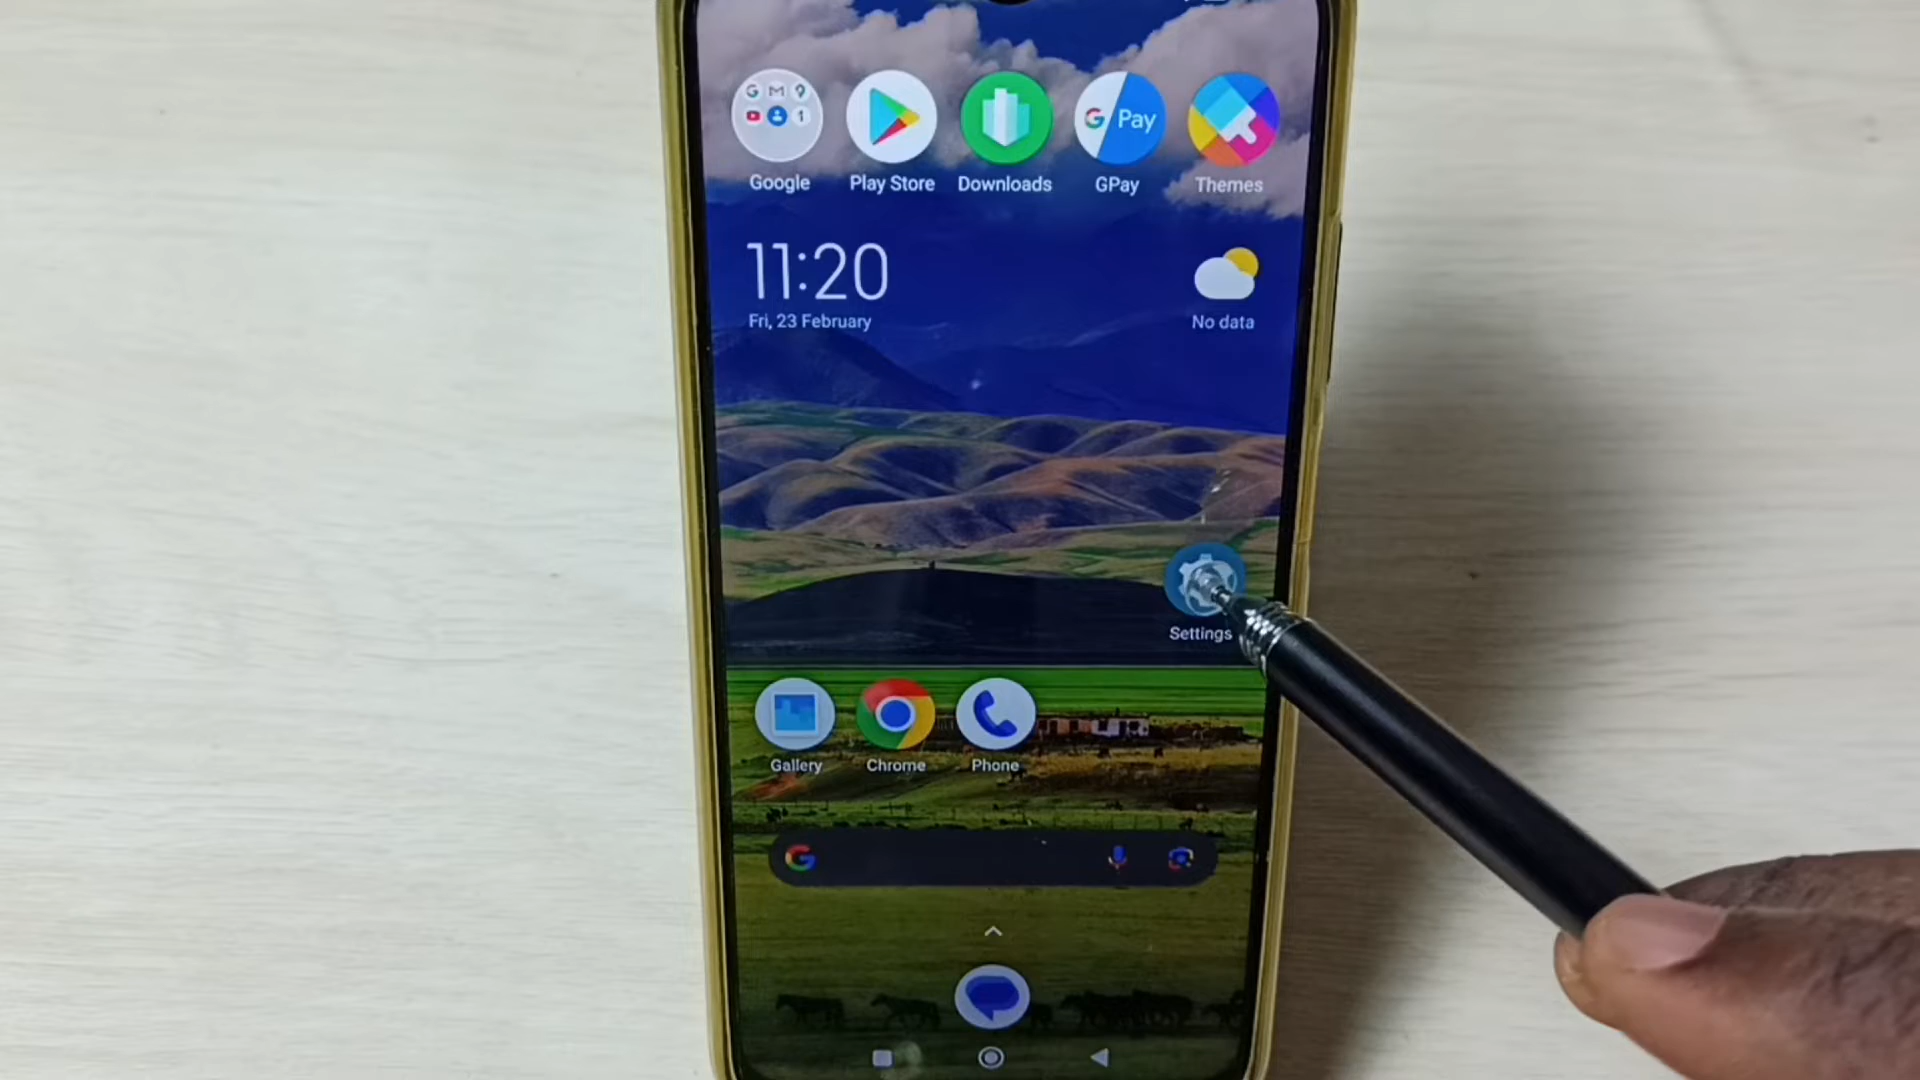 G Pay
Google
Play Store
Downloads
GPay
Themes
11:20
Fri, 23 February
No data
Settings
Gallery
Chrome
Phone